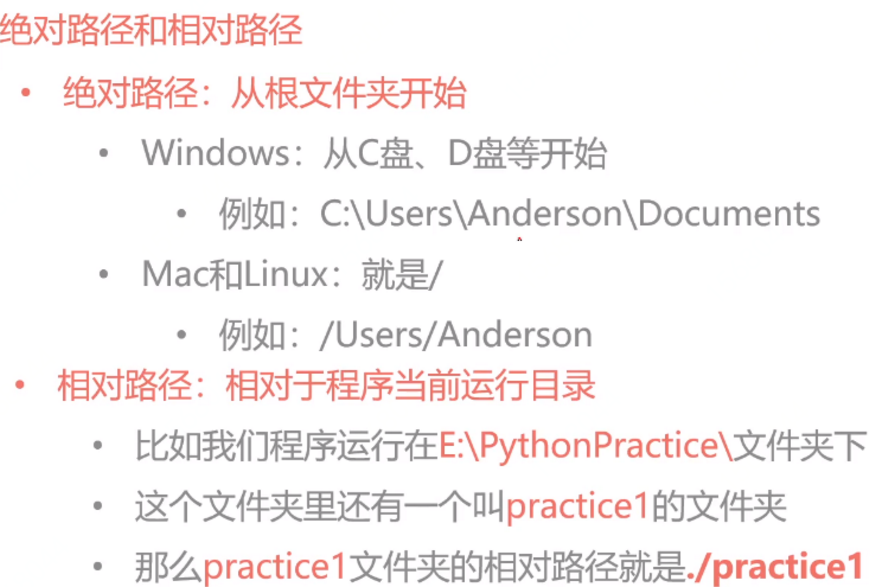 绝对路径和相对路径
• 绝对路径：从根文件夹开始
• Windows：从C盘、D盘等开始
• 例如：C:\Users\Anderson\Documents
• Mac和Linux：就是/
• 例如：/Users/Anderson
• 相对路径：相对于程序当前运行目录
• 比如我们程序运行在E:\PythonPractice\文件夹下
• 这个文件夹里还有一个叫practice1的文件夹
• 那么practice1文件夹的相对路径就是./practice1